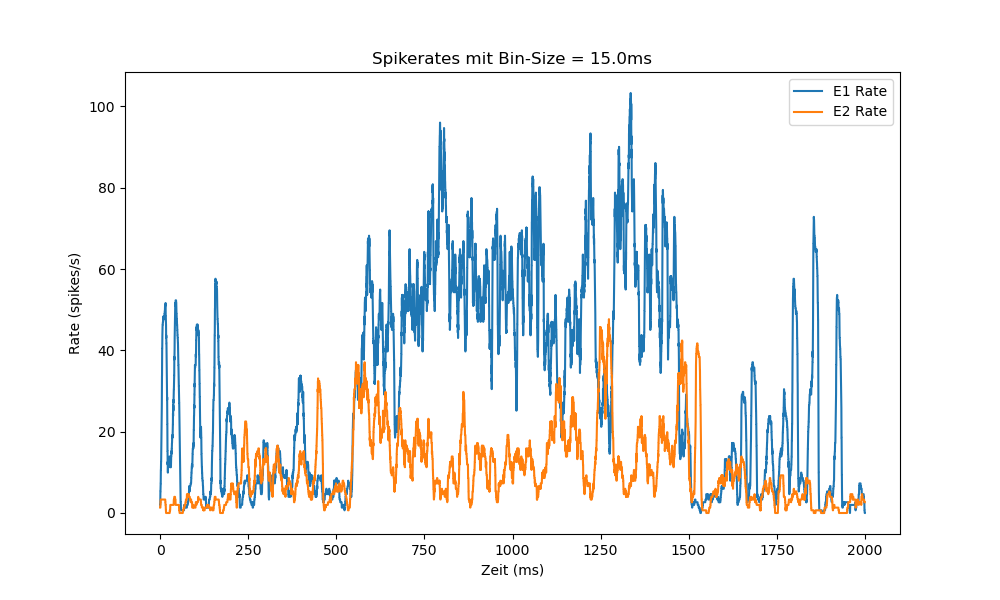 Spikerates mit Bin-Size = 15.0ms
E1 Rate
E2 Rate
Rate (spikes/s)
100
80
60
40
20
0
0 250 500 750 1000 1250 1500 1750 2000
Zeit (ms)